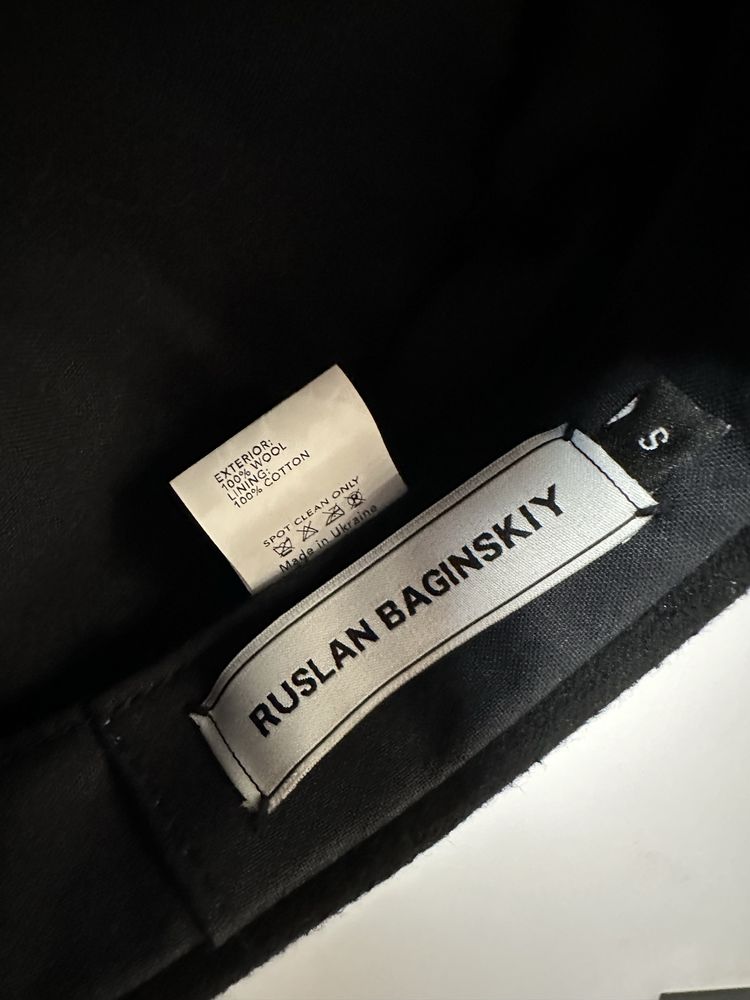 EXTERIOR:
100% WOOL
LINING:
100% COTTON
SPOT CLEAN ONLY
Made in Ukraine
RUSLAN BAGINSKIY
S